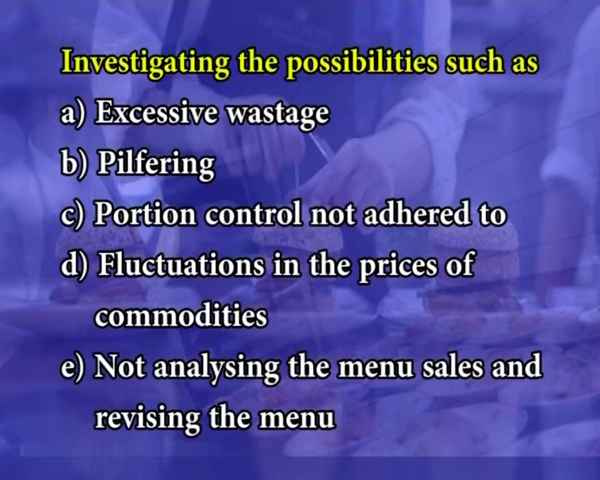 Investigating the possibilities such as
a) Excessive wastage
b) Pilfering
c) Portion control not adhered to
d) Fluctuations in the prices of
commodities
e) Not analysing the menu sales and
revising the menu